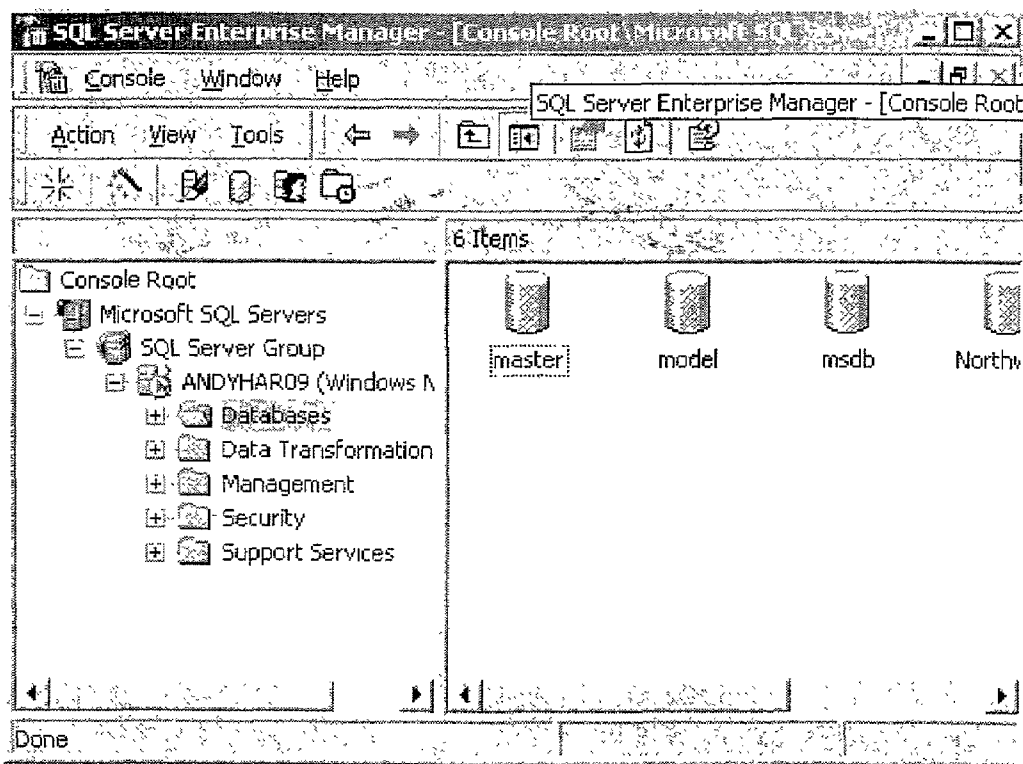 SQL Server Enterprise Manager - [Console Root\Microsoft SQL
Console Window Help
SQL Server Enterprise Manager - [Console Root
Action View Tools
6 Items
Console Root
Microsoft SQL Servers
SQL Server Group
ANDYHAR09 (Windows N
Databases
Data Transformation
Management
Security
Support Services
master
model
msdb
Northw
Done